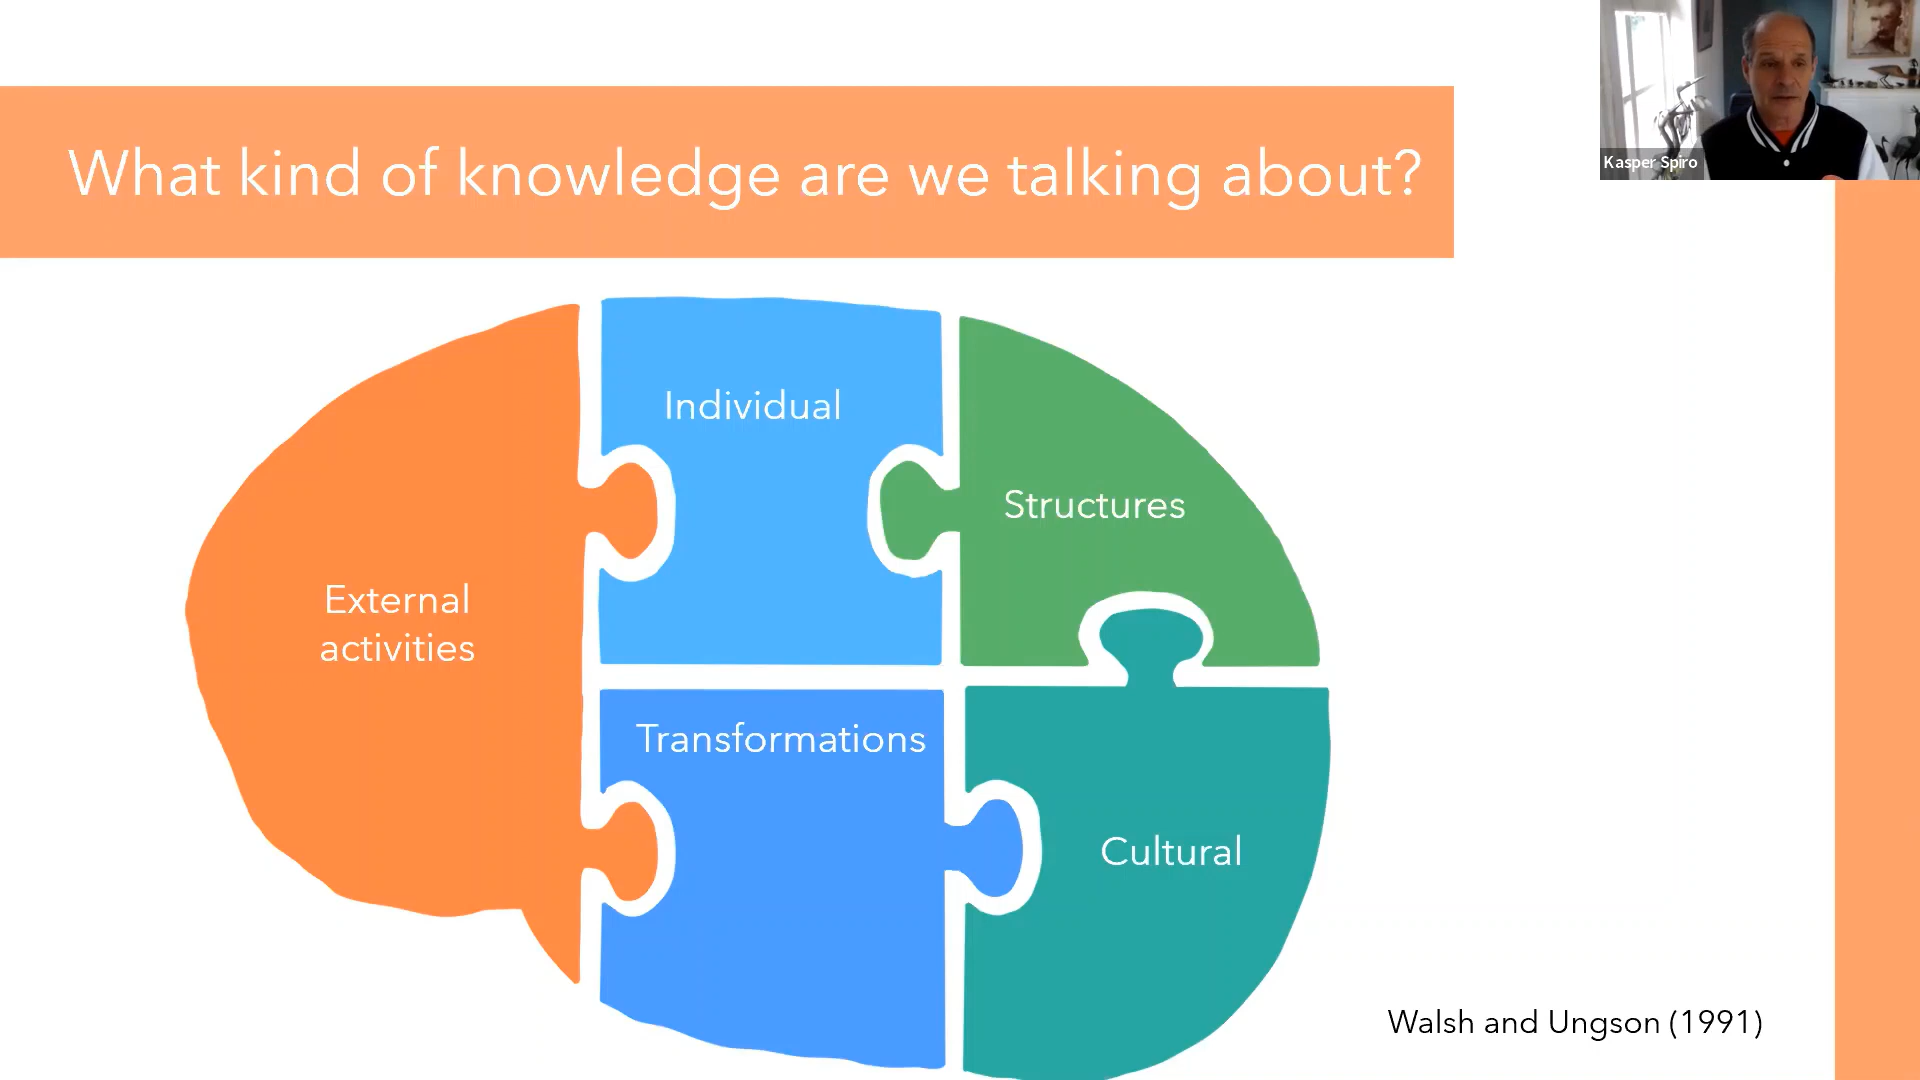 Kasper Spiro
What kind of knowledge are we talking about?
Individual
Structures
External
activities
Transformations
Cultural
Walsh and Ungson (1991)